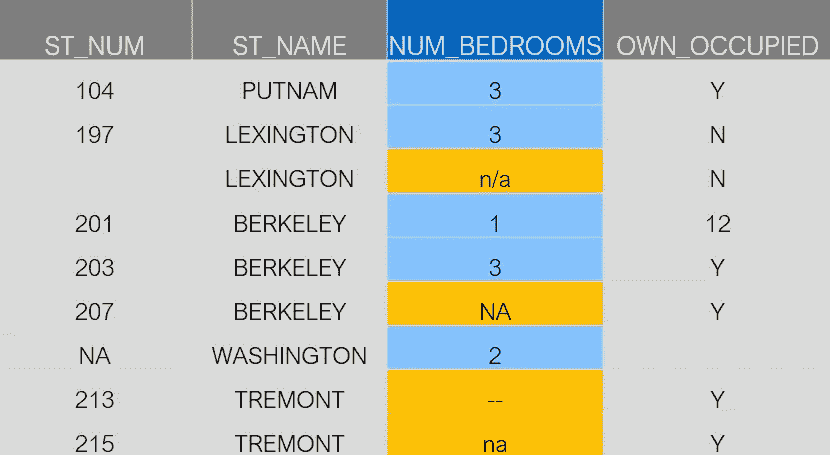 ST_NUM ST_NAME NUM_BEDROOMS OWN_OCCUPIED
104 PUTNAM 3 Y
197 LEXINGTON 3 N
LEXINGTON n/a N
201 BERKELEY 1 12
203 BERKELEY 3 Y
207 BERKELEY NA Y
NA WASHINGTON 2
213 TREMONT -- Y
215 TREMONT na Y